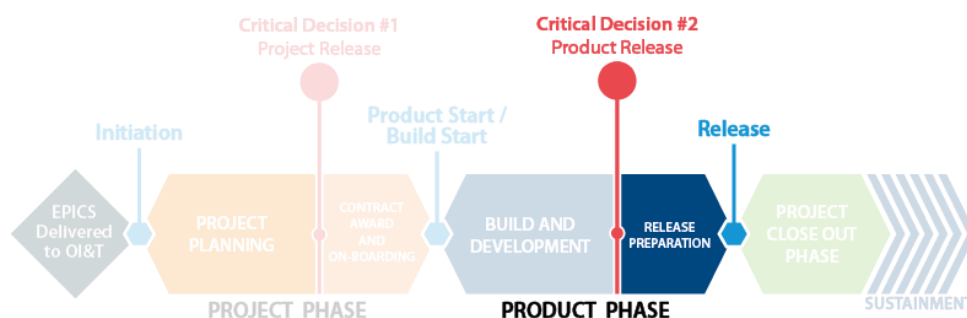 Critical Decision #1
Project Release
Critical Decision #2
Product Release
Initiation
Product Start /
Build Start
Release
EPICS
Delivered
to OI&T
PROJECT
PLANNING
CONTRACT
AWARD
AND
ON-BOARDING
BUILD AND
DEVELOPMENT
RELEASE
PREPARATION
PROJECT
CLOSE OUT
PHASE
SUSTAINMENT
PROJECT PHASE
PRODUCT PHASE